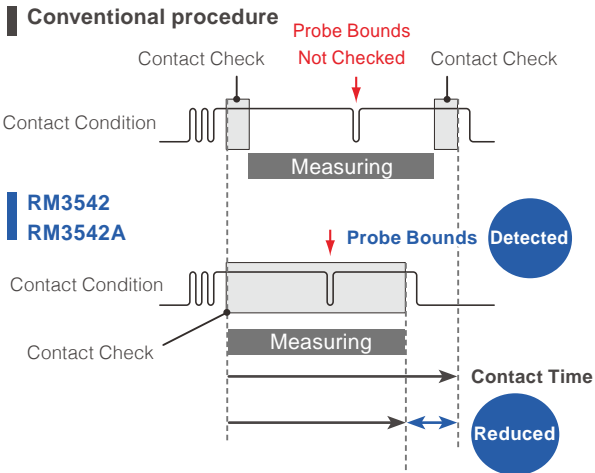 Conventional procedure
Probe Bounds
Not Checked
Contact Check
Contact Check
Contact Condition
Measuring
RM3542
RM3542A
Probe Bounds
Detected
Contact Condition
Measuring
Contact Check
Contact Time
Reduced